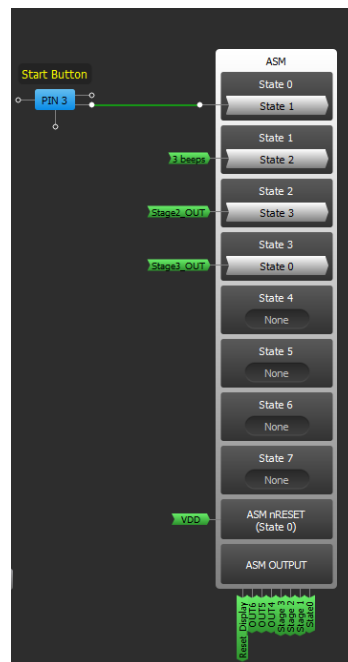 ASM
Start Button
PIN 3
State 0
State 1
State 1
3 beeps
State 2
State 2
Stage2_OUT
State 3
State 3
Stage3_OUT
State 0
State 4
None
State 5
None
State 6
None
State 7
None
VDD
ASM nRESET
(State 0)
ASM OUTPUT
Reset_Display
OUT6
OUT5
OUT4
Stage 3
Stage 2
Stage 1
State0